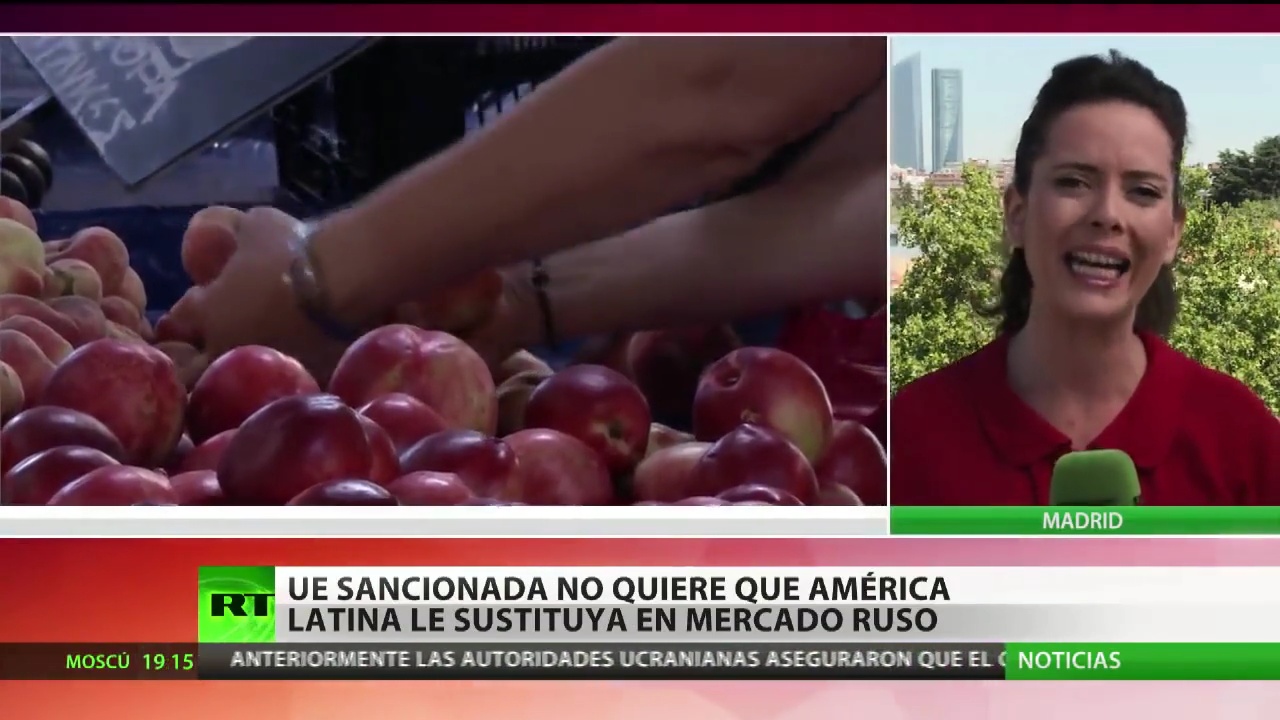 MADRID
RT
UE SANCIONADA NO QUIERE QUE AMÉRICA
LATINA LE SUSTITUYA EN MERCADO RUSO
MOSCÚ 19 15
ANTERIORMENTE LAS AUTORIDADES UCRANIANAS ASEGURARON QUE EL
NOTICIAS